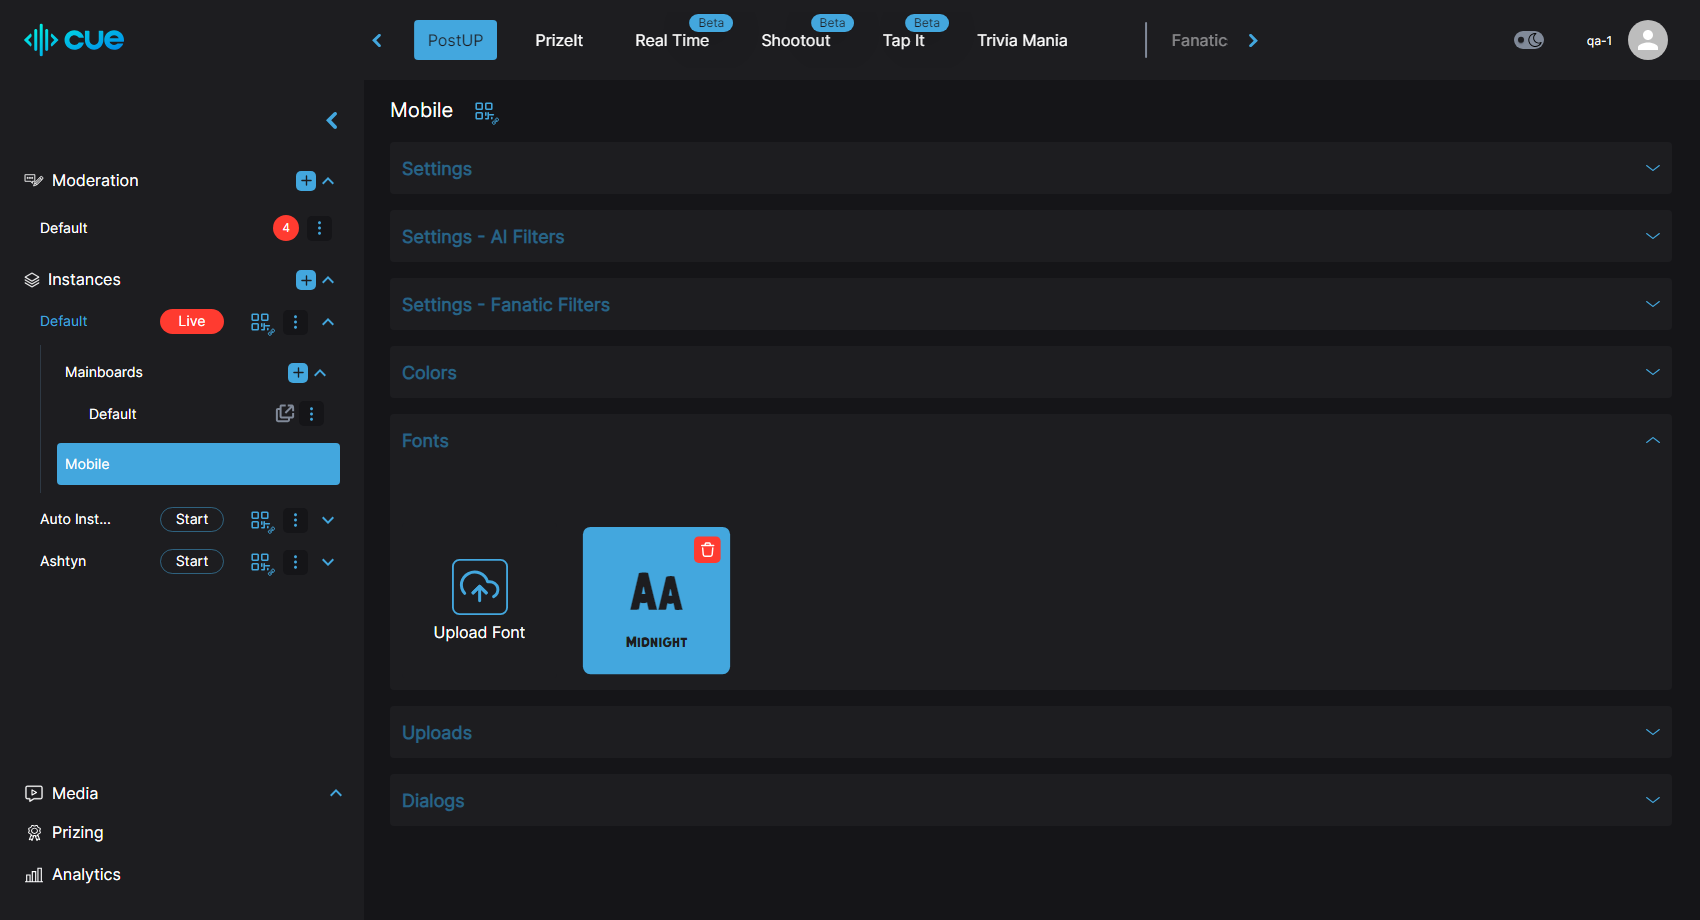 cue
PostUP
PrizeIt
Real Time
Beta
Shootout
Beta
Tap It
Beta
Trivia Mania
Fanatic
qa-1
Moderation
Default
4
Instances
Default
Live
Mainboards
Default
Mobile
Auto Inst...
Start
Ashtyn
Start
Media
Prizing
Analytics
Mobile
Settings
Settings - AI Filters
Settings - Fanatic Filters
Colors
Fonts
Upload Font
Aa
Midnight
Uploads
Dialogs